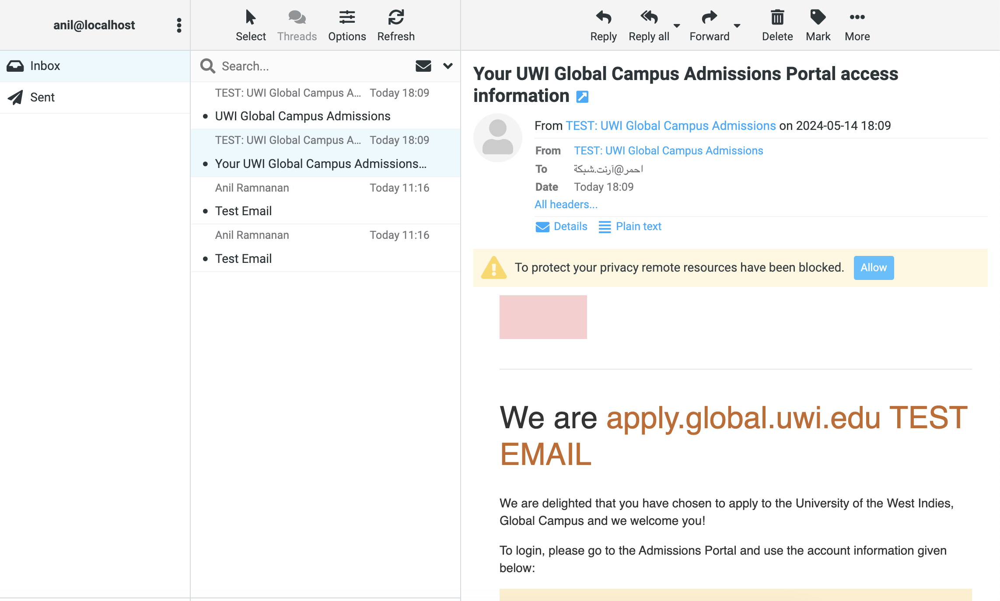 anil@localhost
Select
Threads
Options
Refresh
Reply
Reply all
Forward
Delete
Mark
More
Inbox
Sent
Search...
TEST: UWI Global Campus A... Today 18:09
• UWI Global Campus Admissions
TEST: UWI Global Campus A... Today 18:09
• Your UWI Global Campus Admissions...
Anil Ramnanan Today 11:16
• Test Email
Anil Ramnanan Today 11:16
• Test Email
Your UWI Global Campus Admissions Portal access
information
From TEST: UWI Global Campus Admissions on 2024-05-14 18:09
From TEST: UWI Global Campus Admissions
To احمر@آرنت.شبكة
Date Today 18:09
All headers...
Details Plain text
To protect your privacy remote resources have been blocked. Allow
We are apply.global.uwi.edu TEST
EMAIL
We are delighted that you have chosen to apply to the University of the West Indies,
Global Campus and we welcome you!
To login, please go to the Admissions Portal and use the account information given
below: